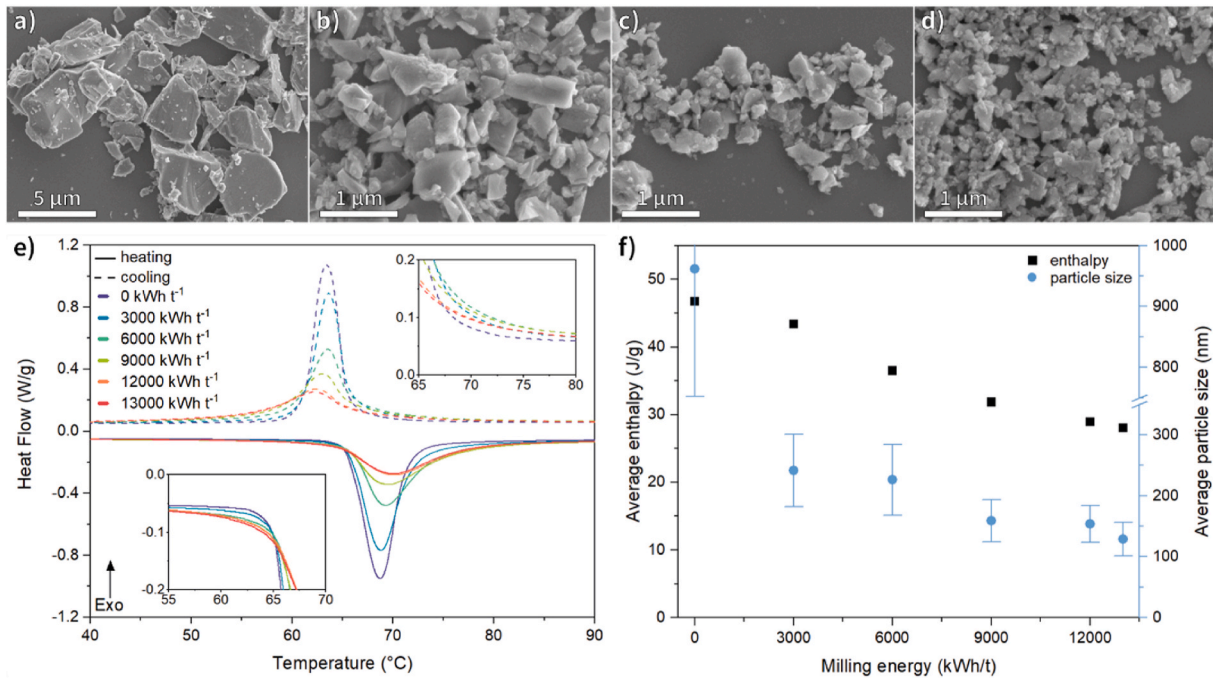 a)
b)
c)
d)
5 µm
1 µm
1 µm
1 µm
e)
Heat Flow (W/g)
1.2
0.8
0.4
0.0
-0.4
-0.8
-1.2
heating
cooling
0 kWh t⁻¹
3000 kWh t⁻¹
6000 kWh t⁻¹
9000 kWh t⁻¹
12000 kWh t⁻¹
13000 kWh t⁻¹
0.2
0.1
0.0
65 70 75 80
0.0
-0.1
-0.2
55 60 65 70
Exo
40 50 60 70 80 90
Temperature (°C)
f)
Average enthalpy (J/g)
50
40
30
20
10
0
enthalpy
particle size
1000
900
800
300
200
100
0
Average particle size (nm)
0 3000 6000 9000 12000
Milling energy (kWh/t)